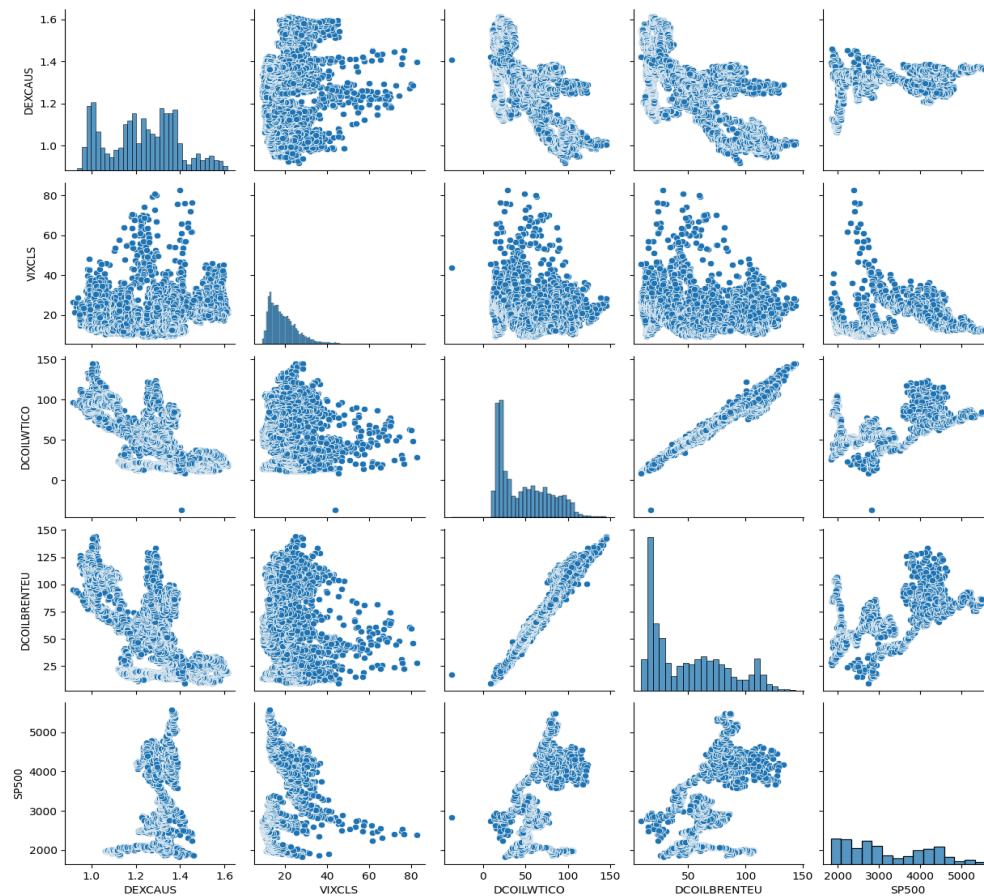 DEXCAUS
1.6
1.4
1.2
1.0
VIXCLS
80
60
40
20
DCOILWTICO
150
100
50
0
DCOILBRENTEU
150
125
100
75
50
25
SP500
5000
4000
3000
2000
1.0 1.2 1.4 1.6
20 40 60 80
0 50 100 150
50 100 150
2000 3000 4000 5000
DEXCAUS VIXCLS DCOILWTICO DCOILBRENTEU SP500